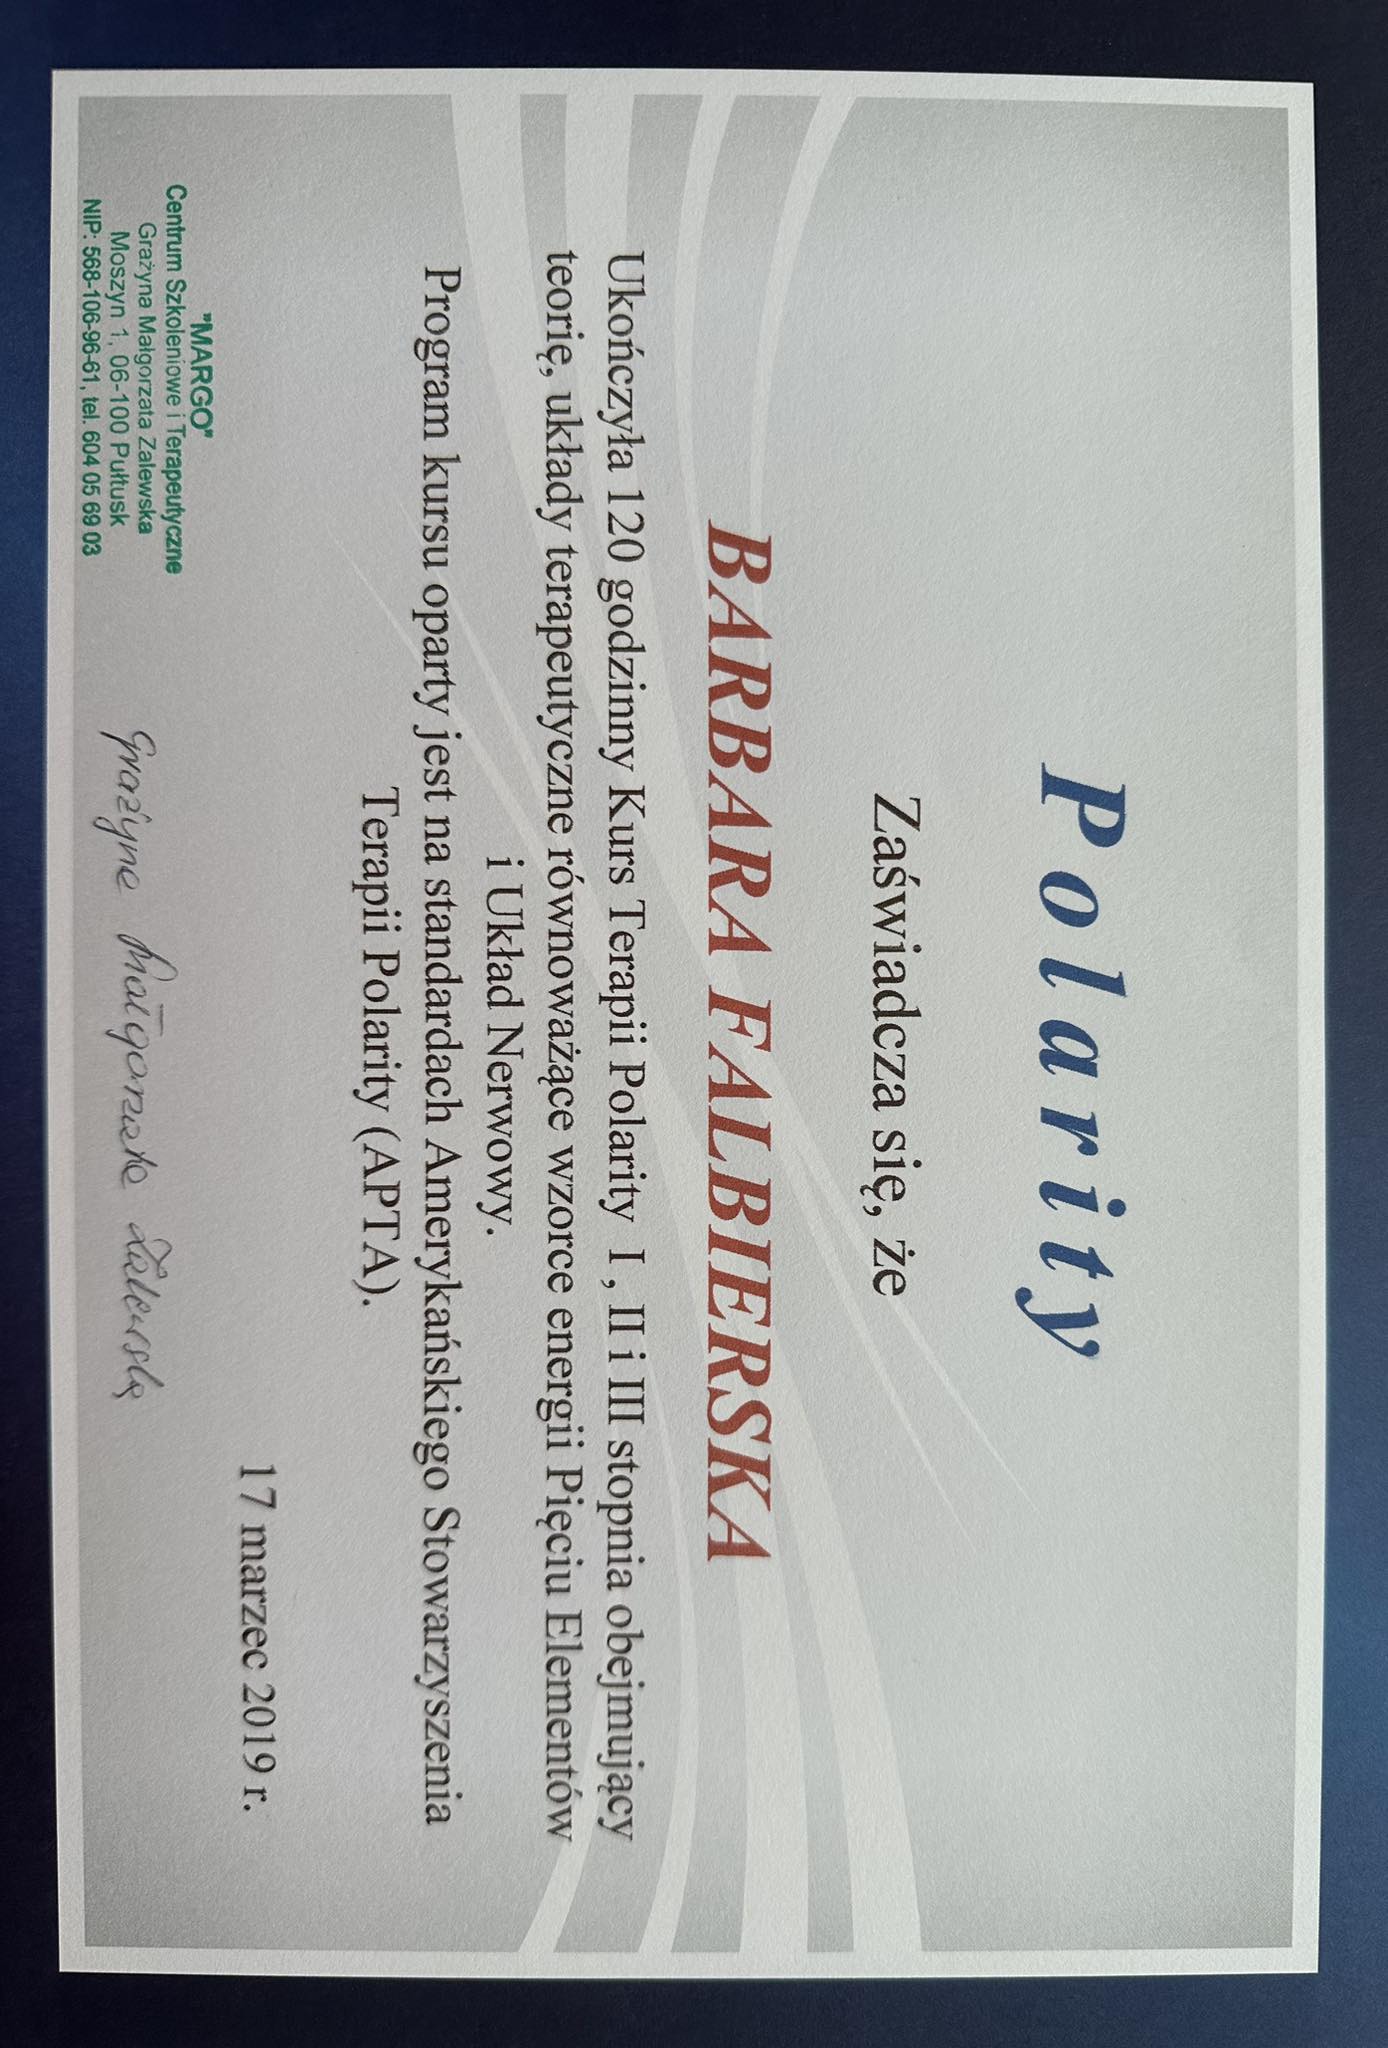 Polarity
Zaświadcza się, że
BARBARA FALBIERSKA
Ukończyła 120 godzinny Kurs Terapii Polarity I , II i III stopnia obejmujący
teorię, układy terapeutyczne równoważące wzorce energii Pięciu Elementów
i Układ Nerwowy.
Program kursu oparty jest na standardach Amerykańskiego Stowarzyszenia
Terapii Polarity (APTA).
17 marzec 2019 r.
"MARGO"
Centrum Szkoleniowe i Terapeutyczne
Grażyna Małgorzata Zalewska
Moszyn 1, 06-100 Pułtusk
NIP: 568-106-96-61, tel. 604 05 69 03
Grażyna Małgorzata Zalewska